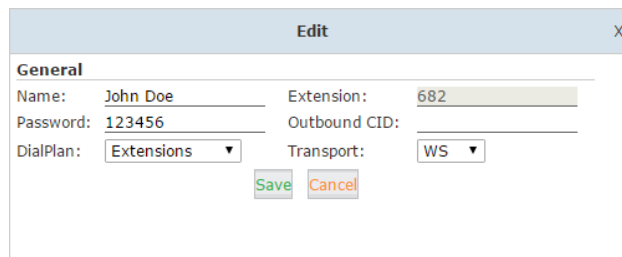 Edit X
General
Name: John Doe Extension: 682
Password: 123456 Outbound CID:
DialPlan: Extensions ▼ Transport: WS ▼
Save Cancel